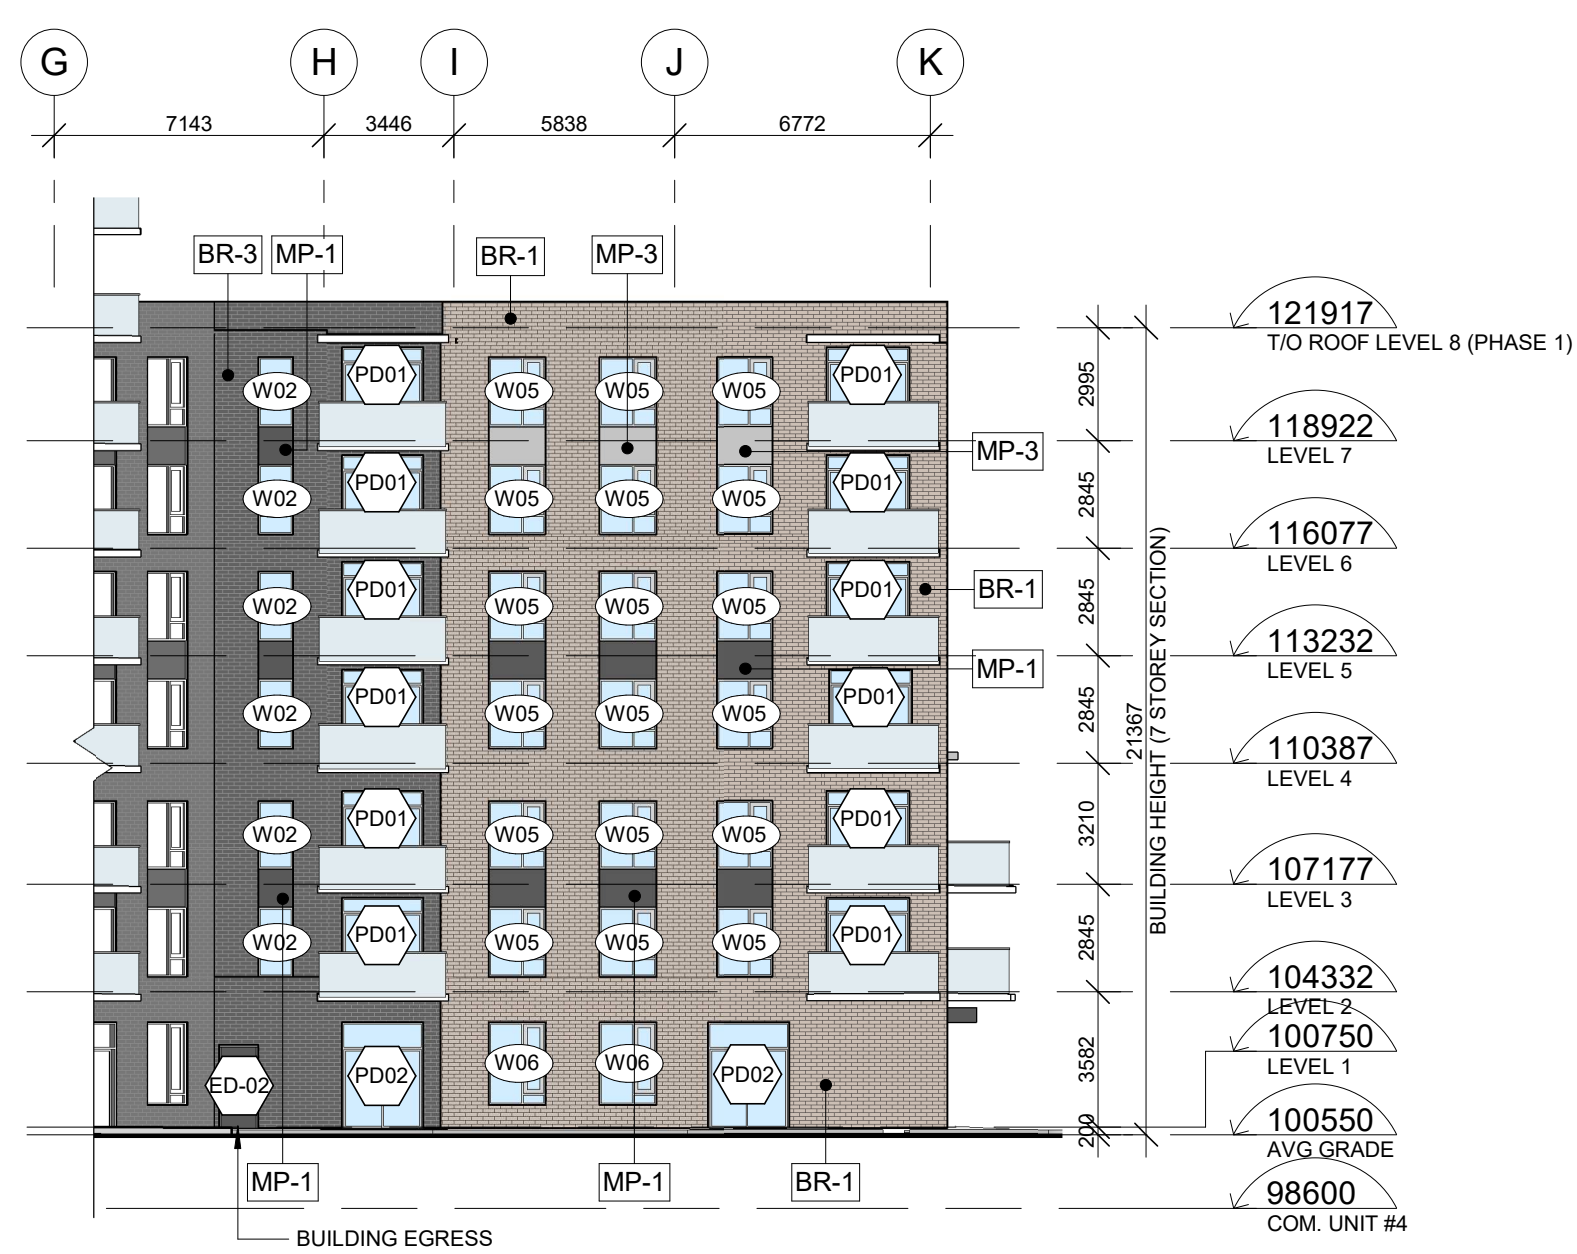 G H I J K
7143 3446 5838 6772
BR-3 MP-1 BR-1 MP-3
121917
T/O ROOF LEVEL 8 (PHASE 1)
2995
W02 PD01 W05 W05 W05 PD01
118922
LEVEL 7
MP-3
2845
W02 PD01 W05 W05 W05 PD01
116077
LEVEL 6
2845
W02 PD01 W05 W05 W05 PD01
BR-1
113232
LEVEL 5
MP-1
2845
W02 PD01 W05 W05 W05 PD01
21367
BUILDING HEIGHT (7 STOREY SECTION)
110387
LEVEL 4
3210
W02 PD01 W05 W05 W05 PD01
107177
LEVEL 3
2845
W02 PD01 W05 W05 W05 PD01
104332
LEVEL 2
3582
100750
LEVEL 1
ED-02 PD02 W06 W06 PD02
200
100550
AVG GRADE
MP-1 MP-1 BR-1
98600
COM. UNIT #4
BUILDING EGRESS